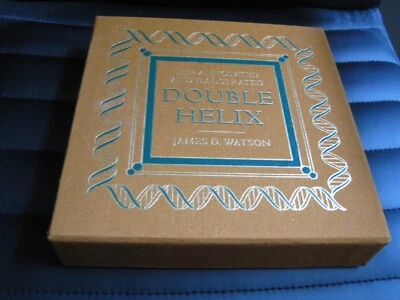 THE ANNOTATED
AND ILLUSTRATED
DOUBLE
HELIX
JAMES D. WATSON